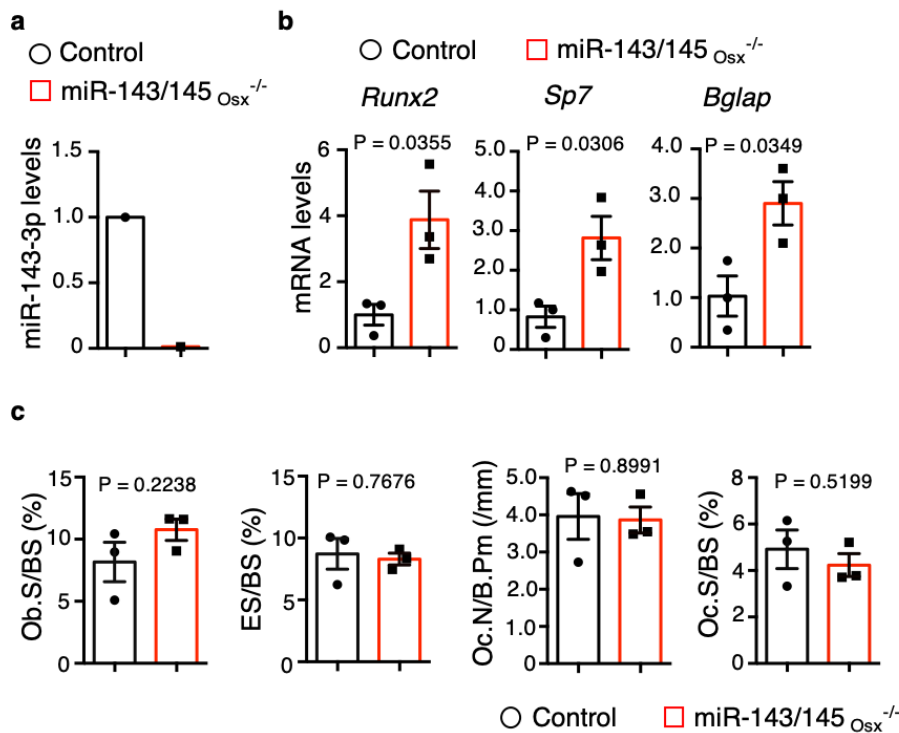 a
Control
miR-143/145 Osx-/-
miR-143-3p levels
1.5
1.0
0.5
0
b
Control
miR-143/145 Osx-/-
Runx2
Sp7
Bglap
mRNA levels
P = 0.0355
6
4
2
0
P = 0.0306
5.0
4.0
3.0
2.0
1.0
0
P = 0.0349
4.0
3.0
2.0
1.0
0
c
Ob.S/BS (%)
P = 0.2238
15
10
5
0
ES/BS (%)
P = 0.7676
15
10
5
0
Oc.N/B.Pm (/mm)
P = 0.8991
5.0
4.0
3.0
2.0
1.0
0
Oc.S/BS (%)
P = 0.5199
8
6
4
2
0
Control
miR-143/145 Osx-/-